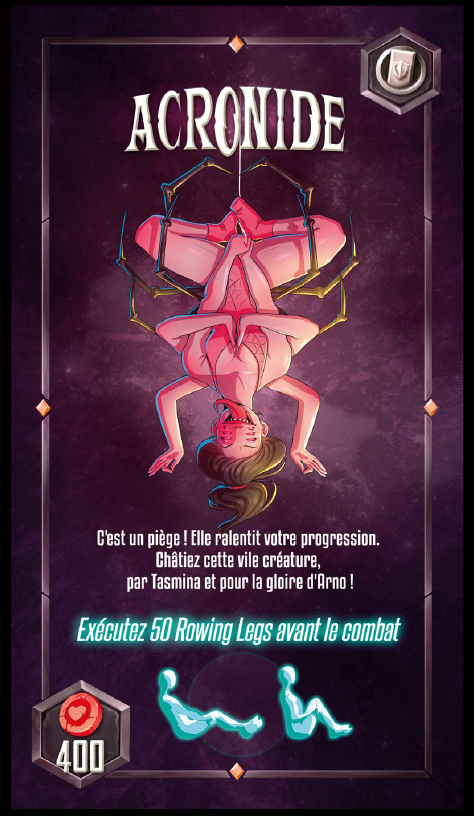 ACRONIDE
C'est un piège ! Elle ralentit votre progression.
Châtiez cette vile créature,
par Tasmina et pour la gloire d'Arno !
Exécutez 50 Rowing Legs avant le combat
400